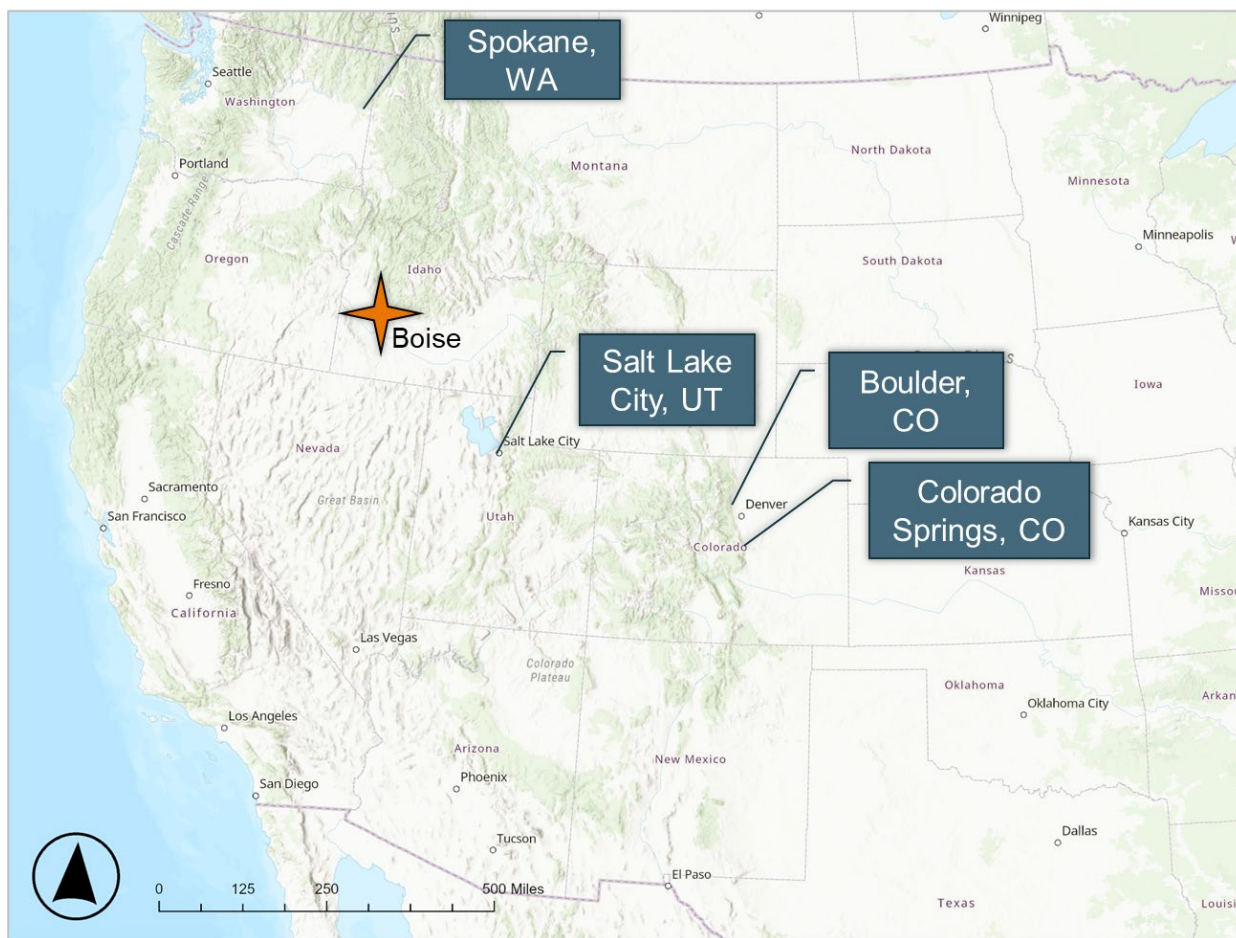 Winnipeg
Spokane,
WA
Seattle
Washington
Portland
Montana
North Dakota
Minnesota
Cascade Range
Minneapolis
Oregon
Idaho
South Dakota
Boise
Salt Lake
City, UT
Boulder,
CO
Iowa
Salt Lake City
Nevada
Sacramento
Great Basin
San Francisco
Utah
Denver
Colorado
Springs, CO
Kansas City
Colorado
Kansas
Fresno
California
Missou
Las Vegas
Colorado
Plateau
Oklahoma
Oklahoma City
Arkan
Los Angeles
Arizona
New Mexico
San Diego
Phoenix
Tucson
Dallas
El Paso
0
125
250
500 Miles
Texas
Louisi